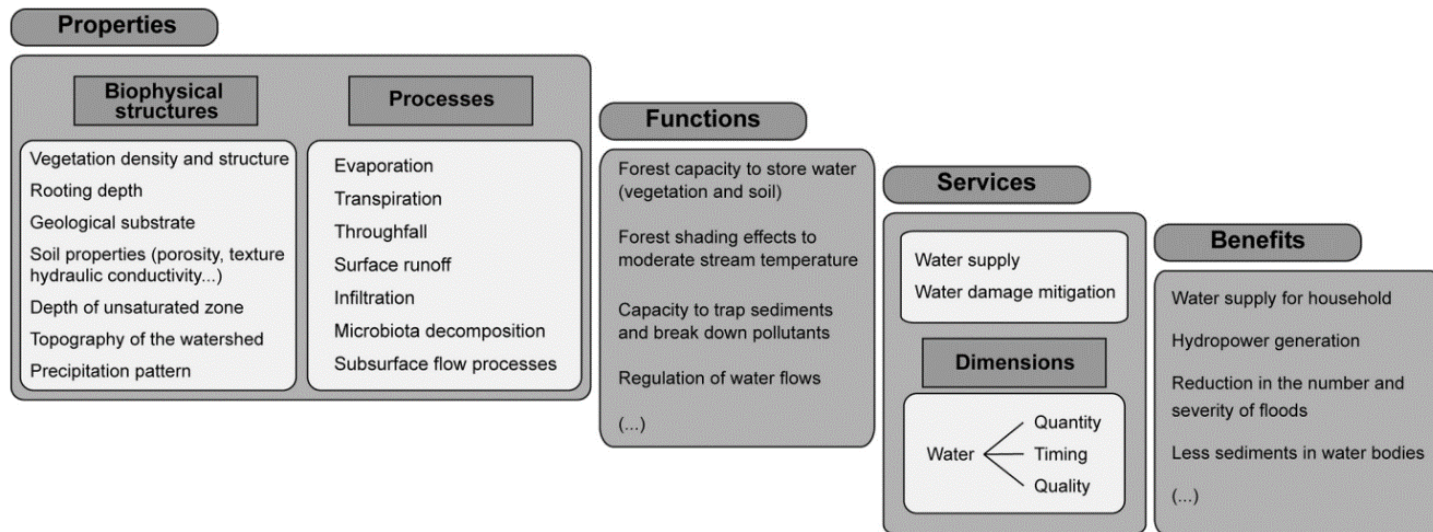 Properties
Biophysical
structures
Vegetation density and structure
Rooting depth
Geological substrate
Soil properties (porosity, texture
hydraulic conductivity...)
Depth of unsaturated zone
Topography of the watershed
Precipitation pattern
Processes
Evaporation
Transpiration
Throughfall
Surface runoff
Infiltration
Microbiota decomposition
Subsurface flow processes
Functions
Forest capacity to store water
(vegetation and soil)
Forest shading effects to
moderate stream temperature
Capacity to trap sediments
and break down pollutants
Regulation of water flows
(...)
Services
Water supply
Water damage mitigation
Dimensions
Water
Quantity
Timing
Quality
Benefits
Water supply for household
Hydropower generation
Reduction in the number and
severity of floods
Less sediments in water bodies
(...)